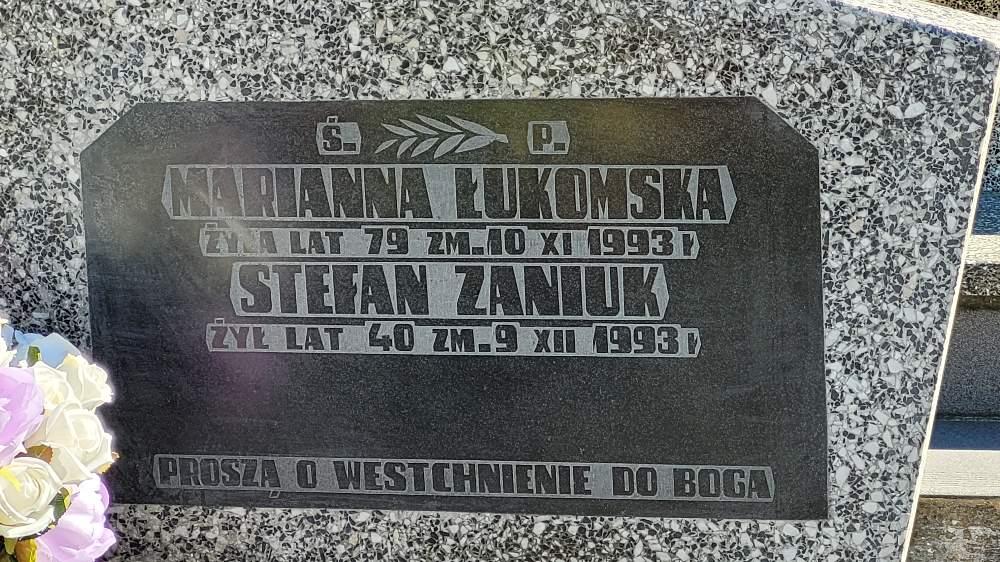 Ś. P.
MARIANNA ŁUKOMSKA
ŻYŁA LAT 79 ZM. 10 XI 1993 r
STEFAN ZANIUK
ŻYŁ LAT 40 ZM. 9 XII 1993 r
PROSZĄ O WESTCHNIENIE DO BOGA